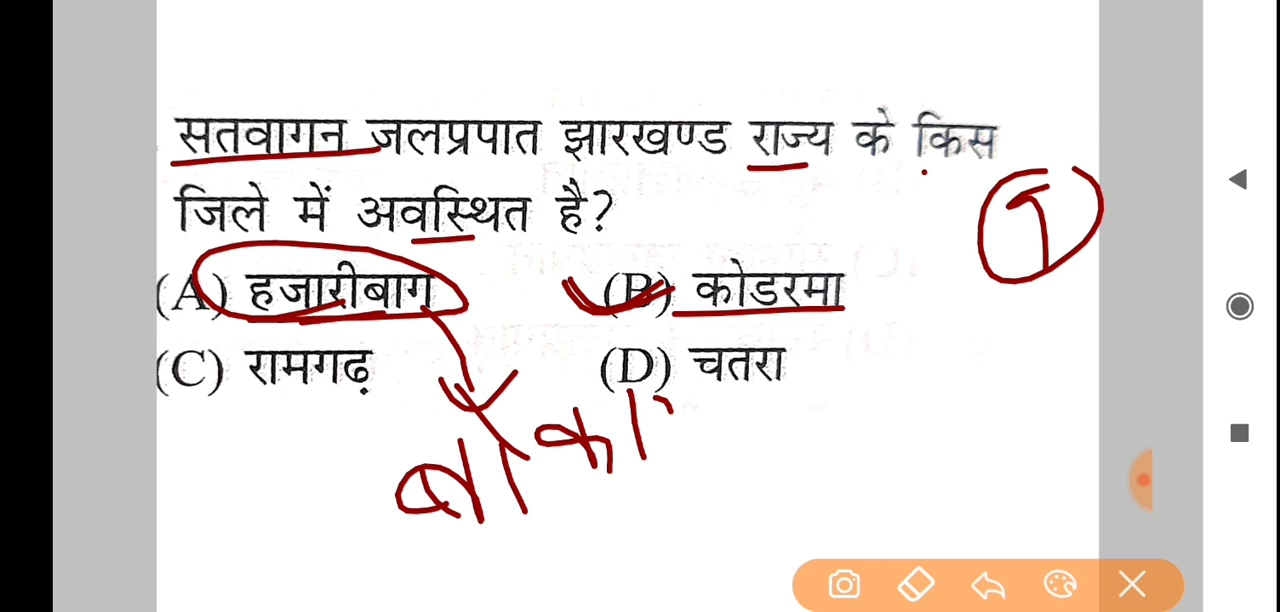 सतवागन जलप्रपात झारखण्ड राज्य के किस
जिले में अवस्थित है?
(A) हजारीबाग
(B) कोडरमा
(C) रामगढ़
(D) चतरा